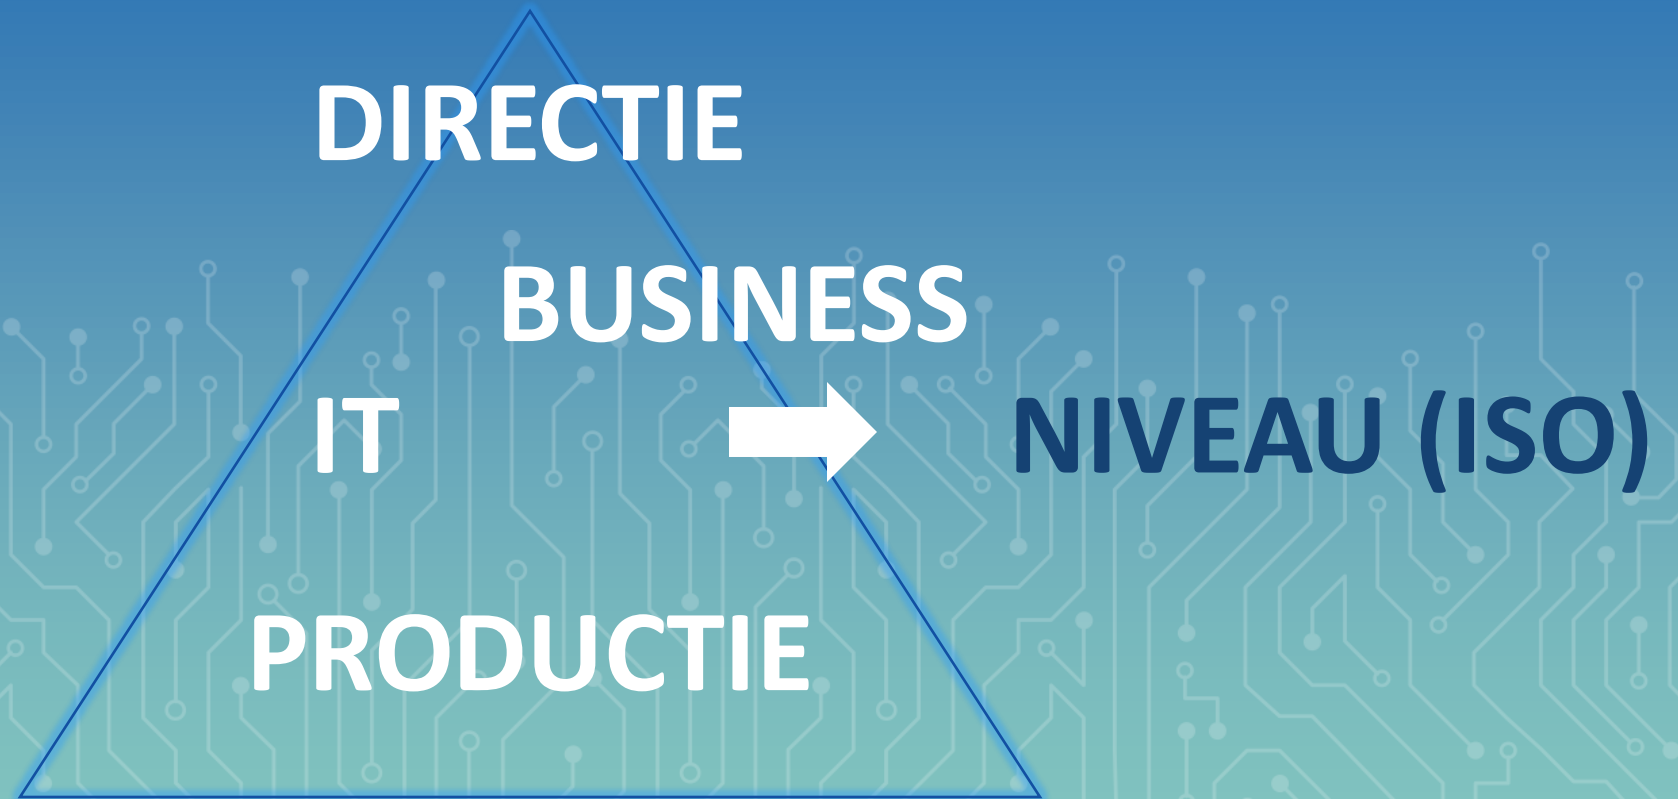 DIRECTIE
BUSINESS
IT
NIVEAU (ISO)
PRODUCTIE